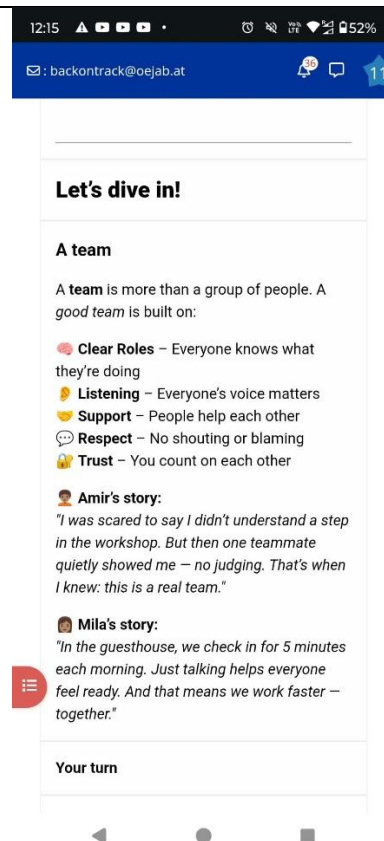 12:15
VoD LTE 52%
: backontrack@oejab.at
36
11
Let's dive in!
A team
A team is more than a group of people. A
good team is built on:
Clear Roles – Everyone knows what
they're doing
Listening – Everyone's voice matters
Support – People help each other
Respect – No shouting or blaming
Trust – You count on each other
Amir's story:
"I was scared to say I didn't understand a step
in the workshop. But then one teammate
quietly showed me — no judging. That's when
I knew: this is a real team."
Mila's story:
"In the guesthouse, we check in for 5 minutes
each morning. Just talking helps everyone
feel ready. And that means we work faster —
together."
Your turn